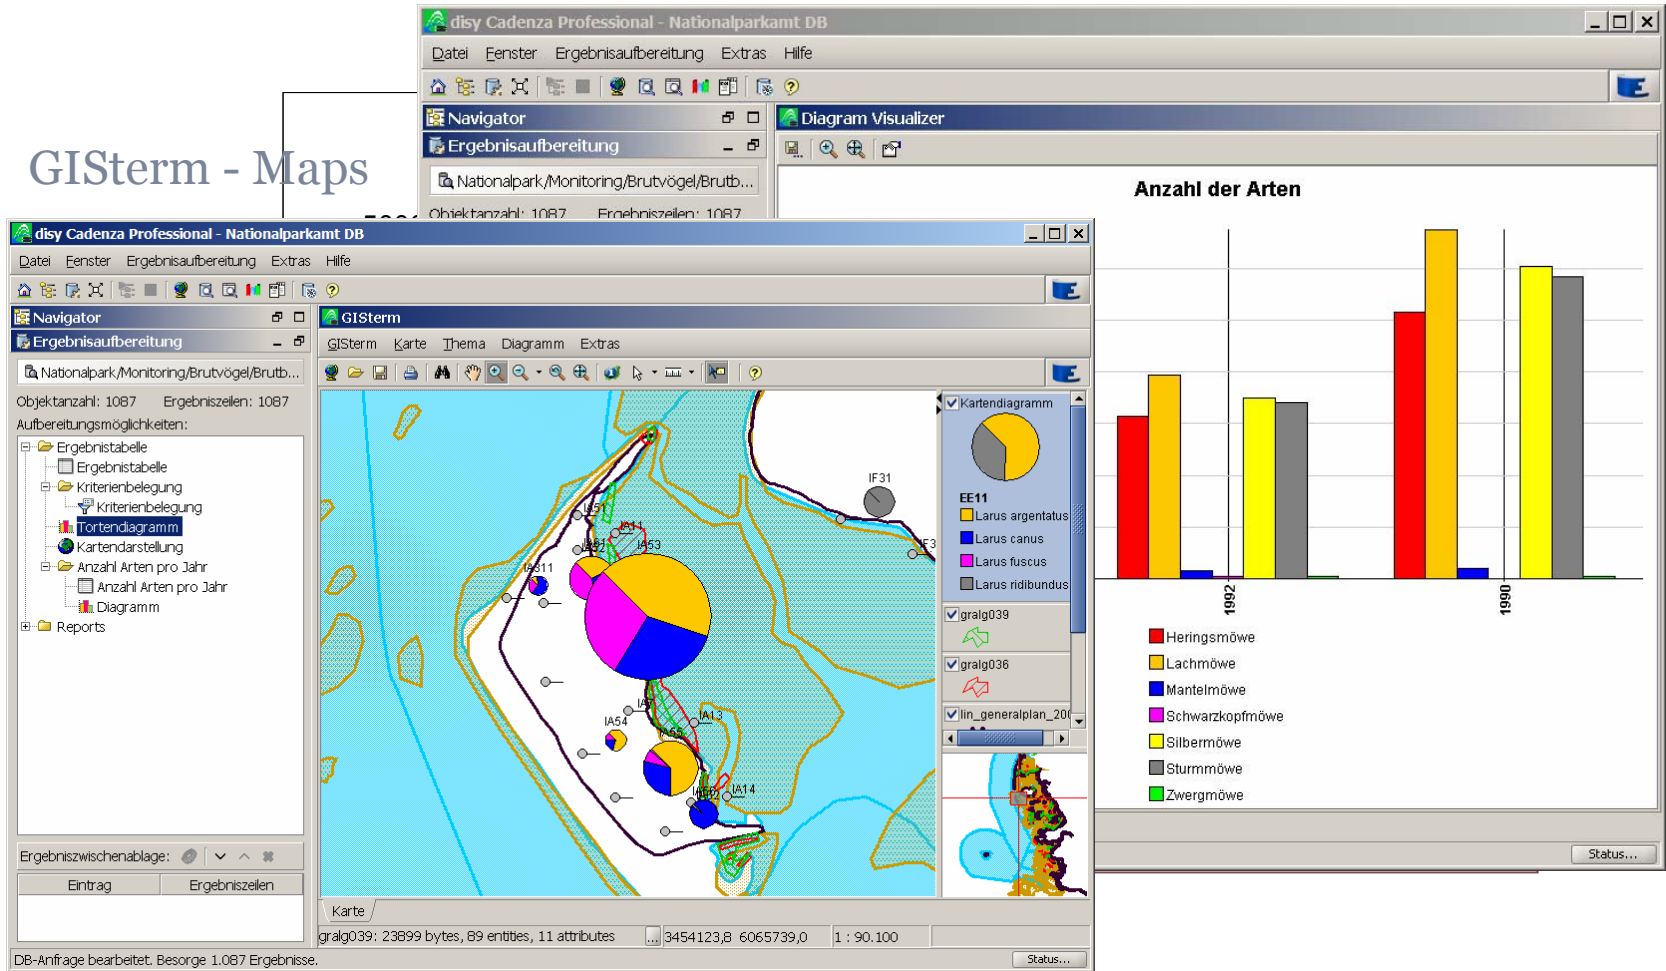 GISterm - Maps
disy Cadenza Professional - Nationalparkamt DB
Datei Fenster Ergebnisaufbereitung Extras Hilfe
Navigator
Ergebnisaufbereitung
Nationalpark/Monitoring/Brutvögel/Brutb...
Objektanzahl: 1087 Ergebniszeilen: 1087
Diagram Visualizer
Anzahl der Arten
1992
1990
Heringsmöwe
Lachmöwe
Mantelmöwe
Schwarzkopfmöwe
Silbermöwe
Sturmmöwe
Zwergmöwe
Status...
disy Cadenza Professional - Nationalparkamt DB
Datei Fenster Ergebnisaufbereitung Extras Hilfe
Navigator
Ergebnisaufbereitung
Nationalpark/Monitoring/Brutvögel/Brutb...
Objektanzahl: 1087 Ergebniszeilen: 1087
Aufbereitungsmöglichkeiten:
Ergebnistabelle
Ergebnistabelle
Kriterienbelegung
Kriterienbelegung
Tortendiagramm
Kartendarstellung
Anzahl Arten pro Jahr
Anzahl Arten pro Jahr
Diagramm
Reports
Ergebniszwischenablage:
Eintrag Ergebniszeilen
GISterm
GISterm Karte Thema Diagramm Extras
IF31
IA51
IA11
IA53
IA311
IA54
IA13
IA55
IA14
Kartendiagramm
EE11
Larus argentatus
Larus canus
Larus fuscus
Larus ridibundus
gralg039
gralg036
lin_generalplan_200
Karte
gralg039: 23899 bytes, 89 entities, 11 attributes ... 3454123,8 6065739,0 1 : 90.100
DB-Anfrage bearbeitet. Besorge 1.087 Ergebnisse.
Status...